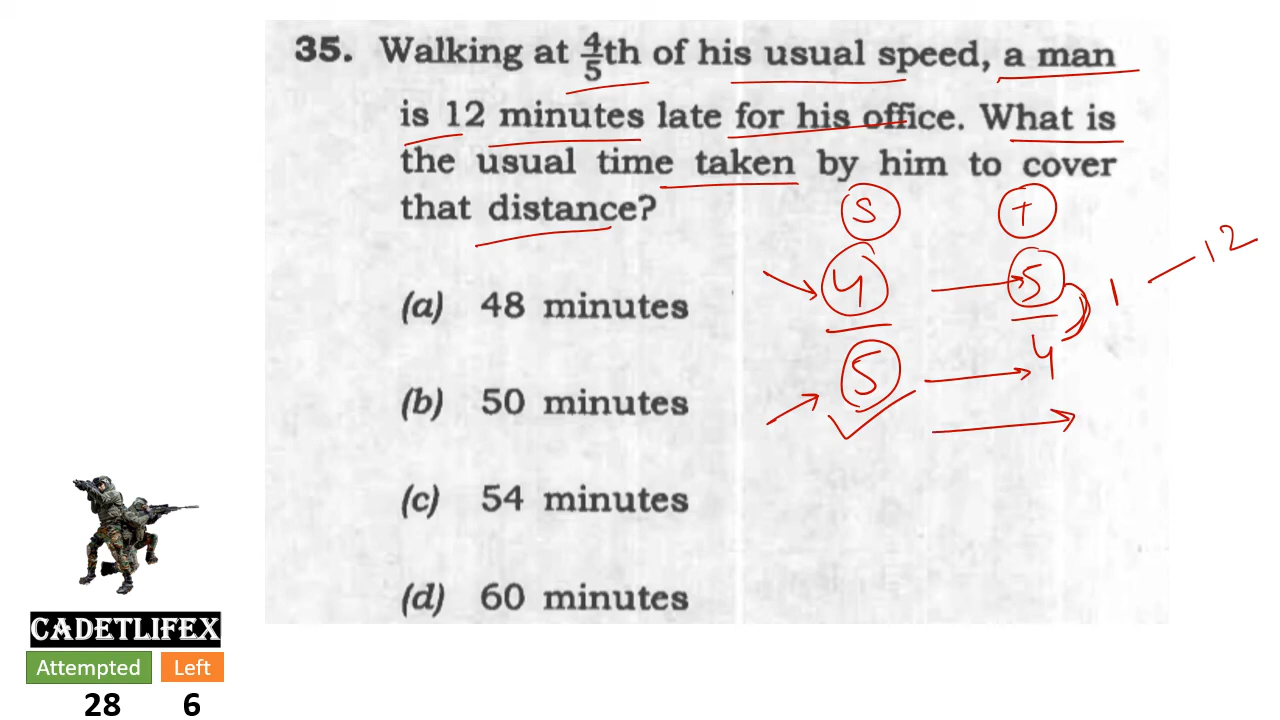 35. Walking at 4/5th of his usual speed, a man
is 12 minutes late for his office. What is
the usual time taken by him to cover
that distance?
S T
4 5 1 12
5 4
(a) 48 minutes
(b) 50 minutes
(c) 54 minutes
(d) 60 minutes
CADETLIFEX
Attempted Left
28 6